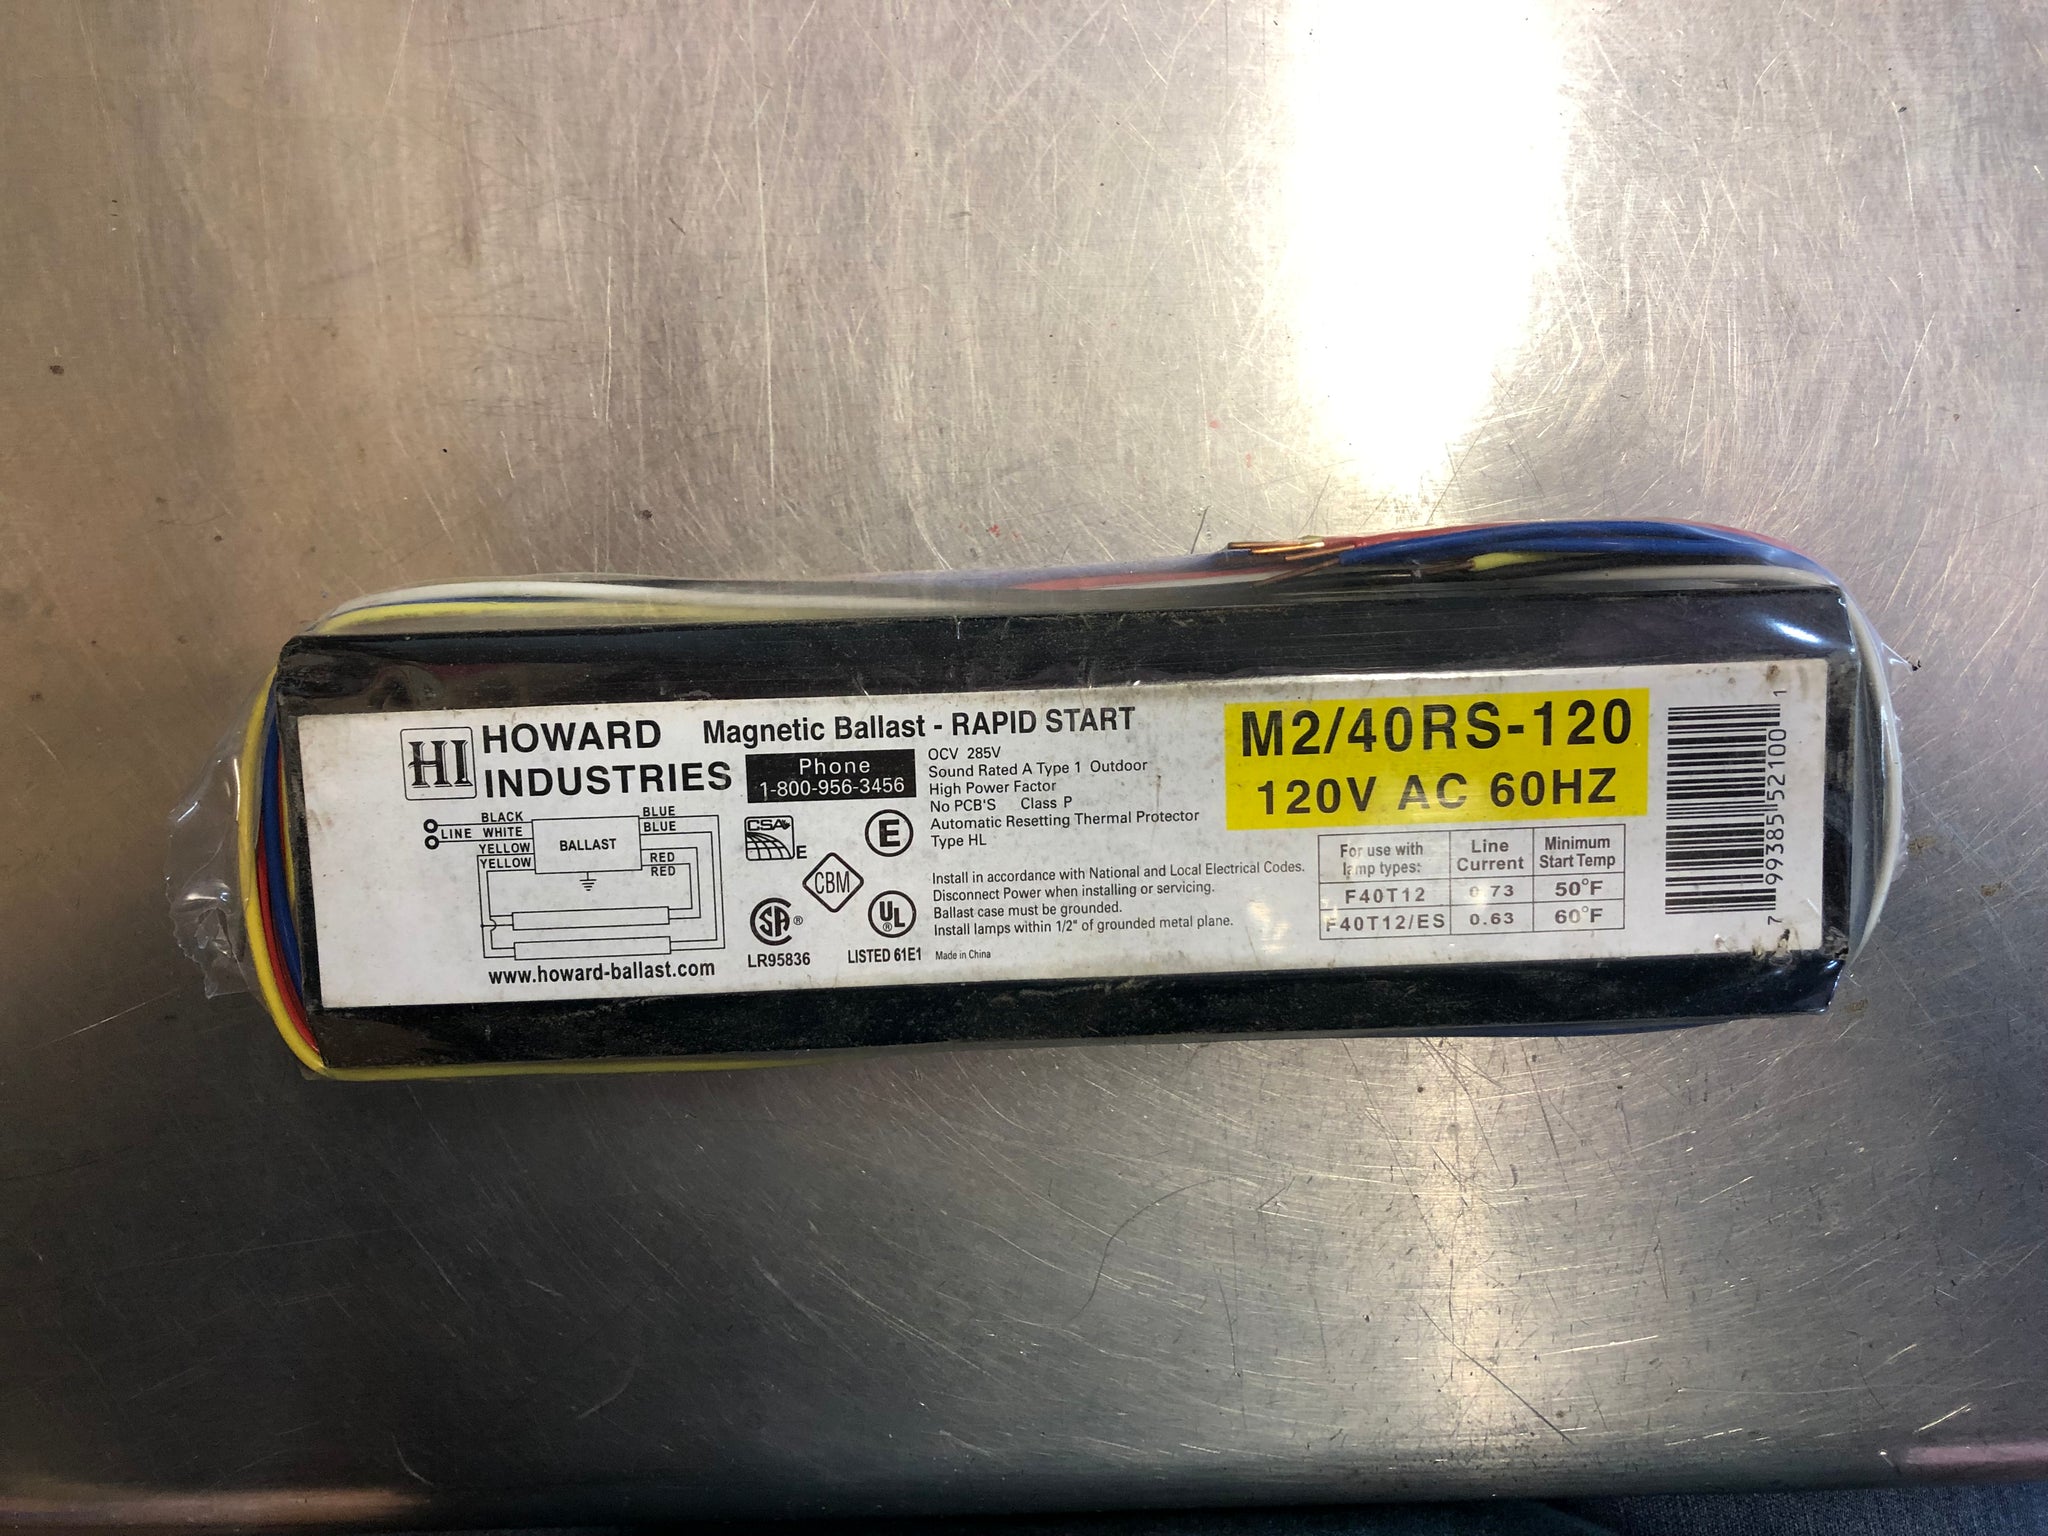 HI HOWARD INDUSTRIES
Magnetic Ballast - RAPID START
Phone
1-800-956-3456
OCV 285V
Sound Rated A Type 1 Outdoor
High Power Factor
No PCB'S Class P
Automatic Resetting Thermal Protector
Type HL
Install in accordance with National and Local Electrical Codes.
Disconnect Power when installing or servicing.
Ballast case must be grounded.
Install lamps within 1/2" of grounded metal plane.
Made in China
BLACK
LINE WHITE
YELLOW
YELLOW
BALLAST
BLUE
BLUE
RED
RED
www.howard-ballast.com
CSA E
E
CBM
SA ®
LR95836
UL ®
LISTED 61E1
M2/40RS-120
120V AC 60HZ
For use with lamp types: Line Current Minimum Start Temp
F40T12 0.73 50°F
F40T12/ES 0.63 60°F
7 99385 52100 1